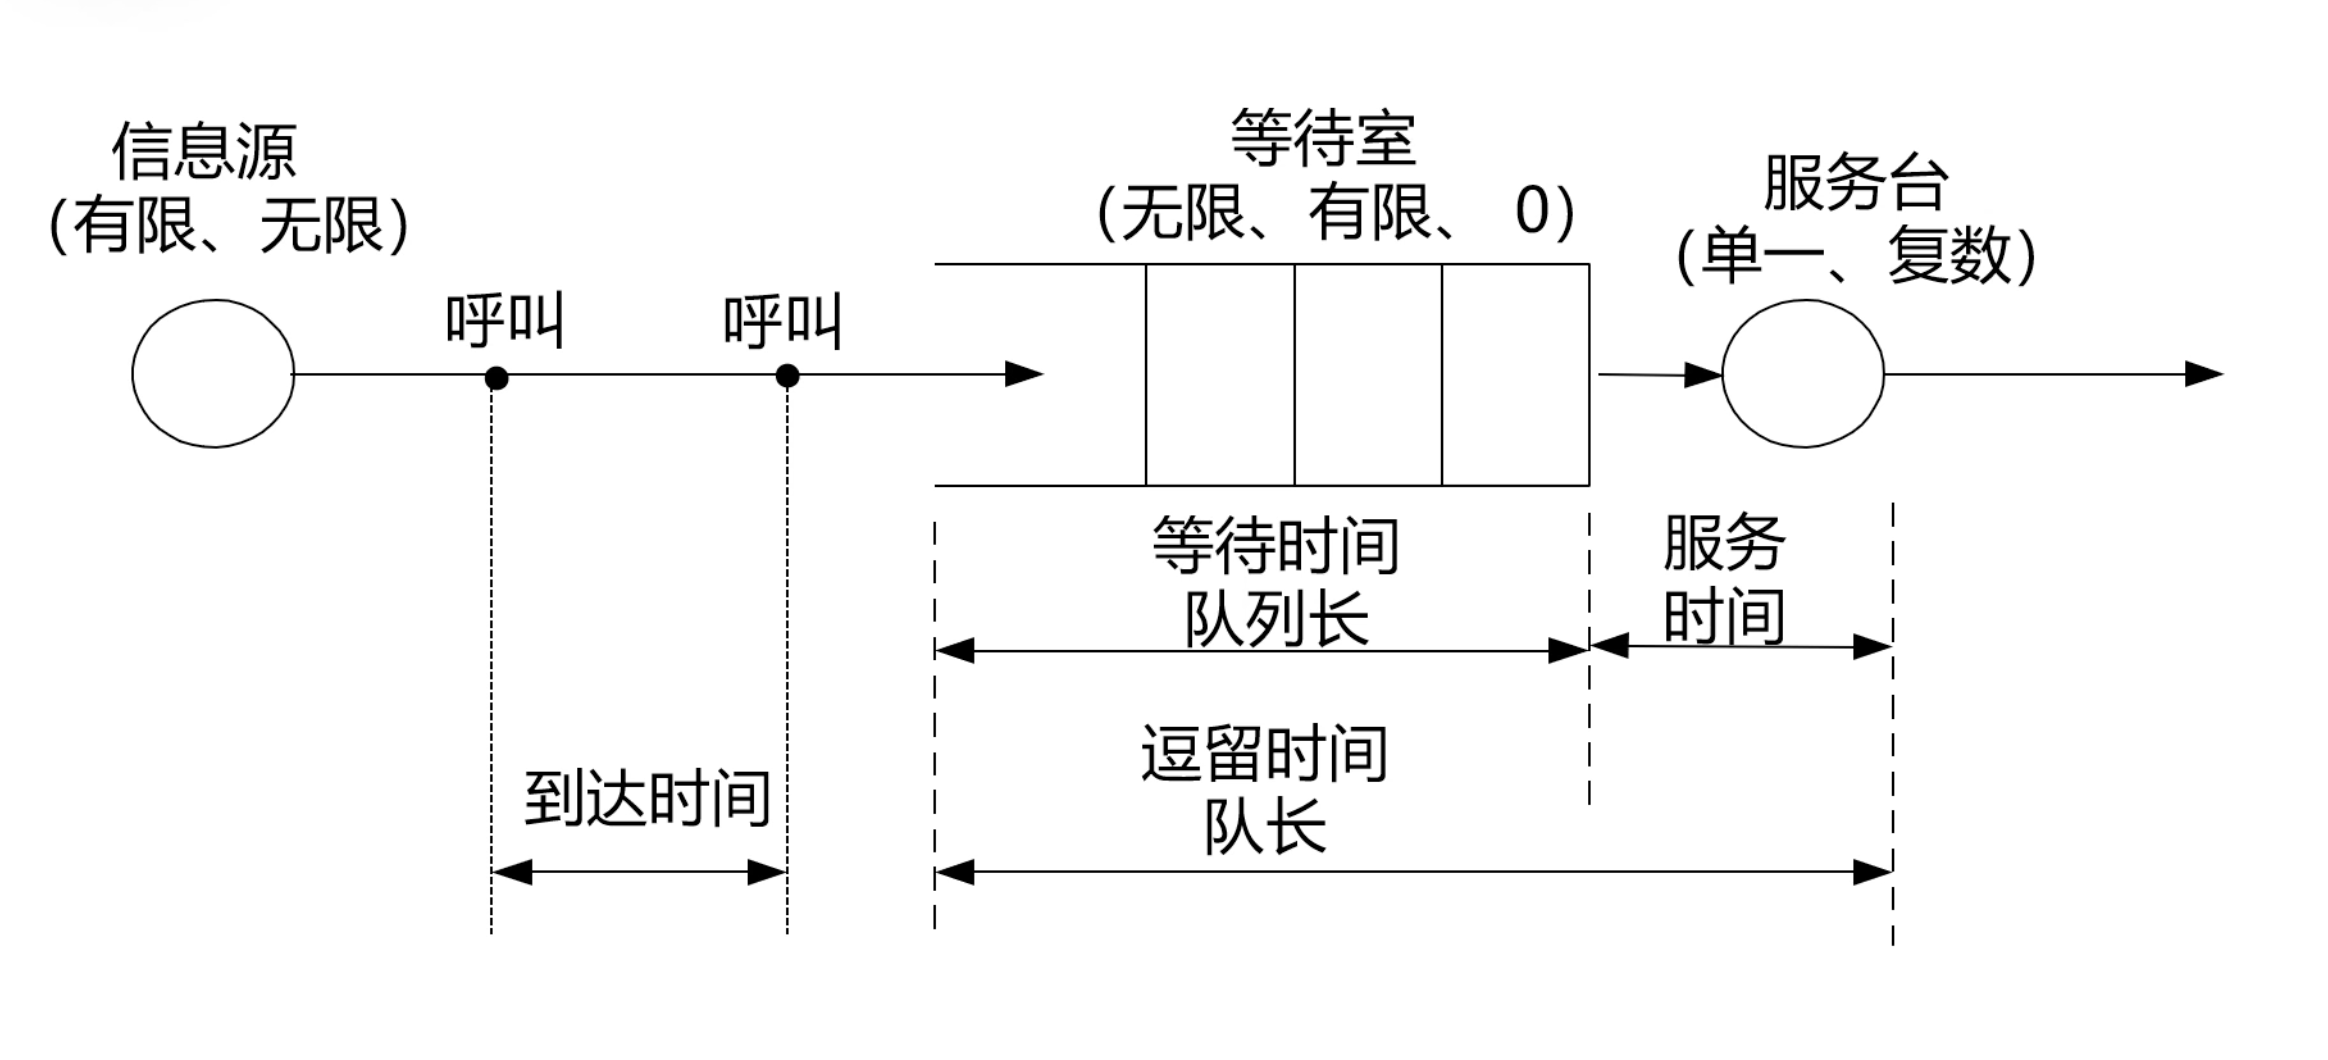 信息源
（有限、无限）
呼叫
呼叫
等待室
（无限、有限、 0）
服务台
（单一、复数）
等待时间
队列长
服务
时间
到达时间
逗留时间
队长